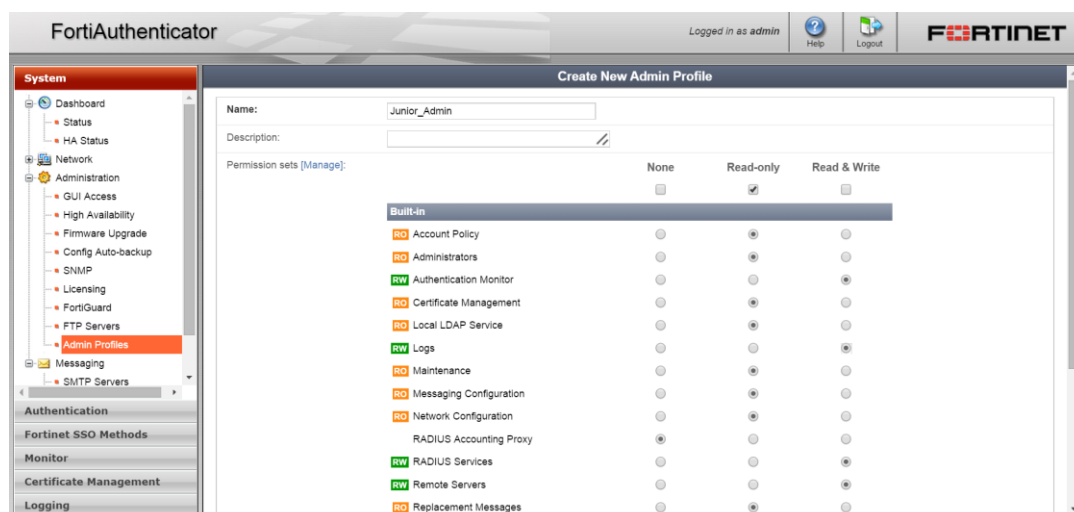 FortiAuthenticator
Logged in as admin
Help
Logout
FORTINET
System
Dashboard
Status
HA Status
Network
Administration
GUI Access
High Availability
Firmware Upgrade
Config Auto-backup
SNMP
Licensing
FortiGuard
FTP Servers
Admin Profiles
Messaging
SMTP Servers
Authentication
Fortinet SSO Methods
Monitor
Certificate Management
Logging
Create New Admin Profile
Name: Junior_Admin
Description:
Permission sets [Manage]:
None Read-only Read & Write
Built-in
RO Account Policy
RO Administrators
RW Authentication Monitor
RO Certificate Management
RO Local LDAP Service
RW Logs
RO Maintenance
RO Messaging Configuration
RO Network Configuration
RADIUS Accounting Proxy
RW RADIUS Services
RW Remote Servers
RO Replacement Messages